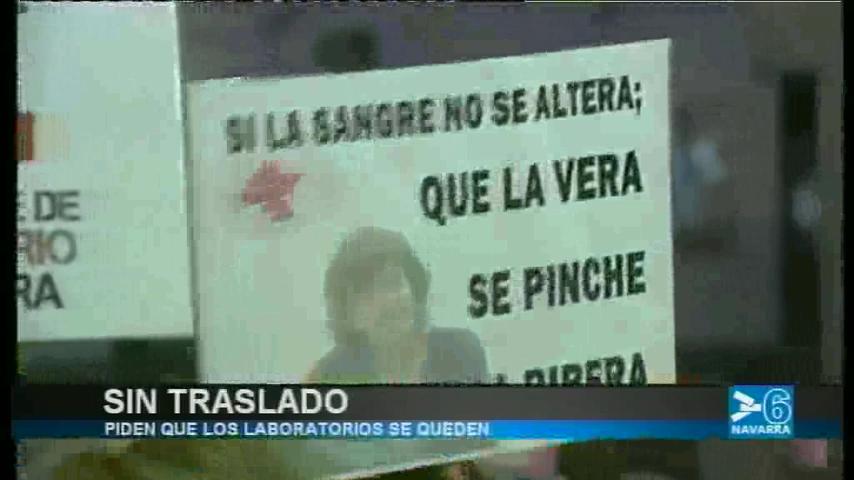 SI LA SANGRE NO SE ALTERA;
QUE LA VERA
SE PINCHE
RIBERA
E DE
RIO
RA
SIN TRASLADO
PIDEN QUE LOS LABORATORIOS SE QUEDEN
6
NAVARRA